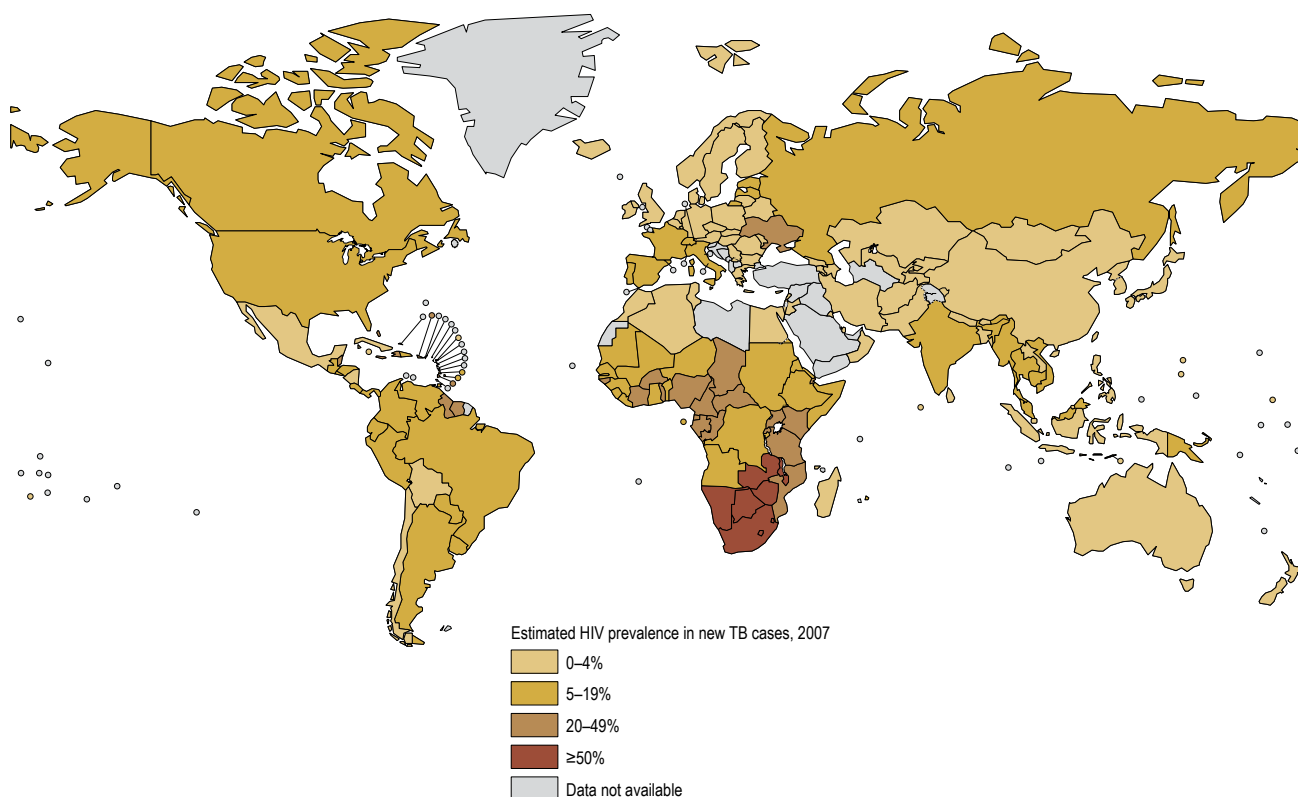 Estimated HIV prevalence in new TB cases, 2007
0–4%
5–19%
20–49%
≥50%
Data not available